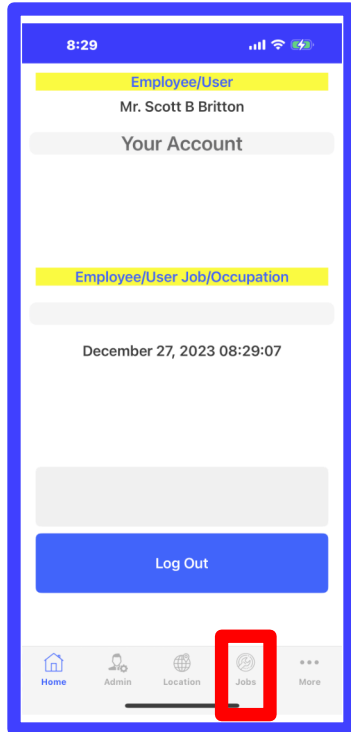 8:29
Employee/User
Mr. Scott B Britton
Your Account
Employee/User Job/Occupation
December 27, 2023 08:29:07
Log Out
Home Admin Location Jobs More